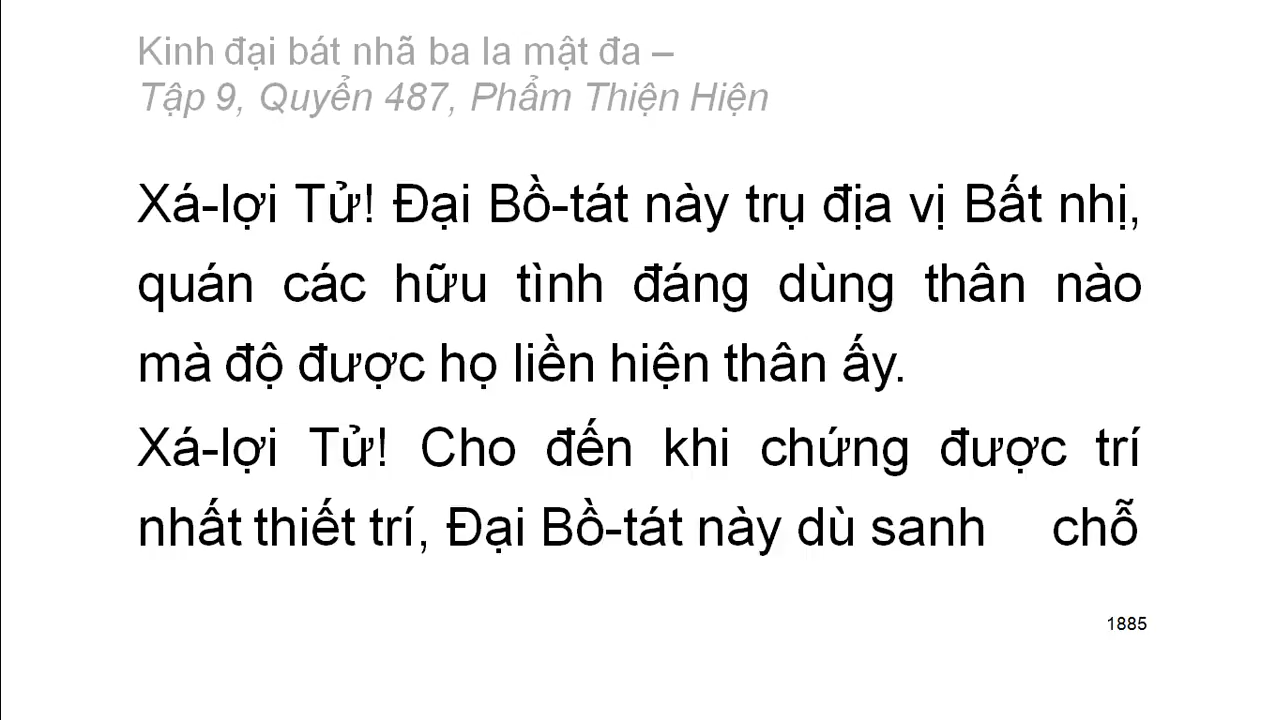 Kinh đại bát nhã ba la mật đa –
Tập 9, Quyển 487, Phẩm Thiện Hiện
Xá-lợi Tử! Đại Bồ-tát này trụ địa vị Bất nhị,
quán các hữu tình đáng dùng thân nào
mà độ được họ liền hiện thân ấy.
Xá-lợi Tử! Cho đến khi chứng được trí
nhất thiết trí, Đại Bồ-tát này dù sanh chỗ
1885